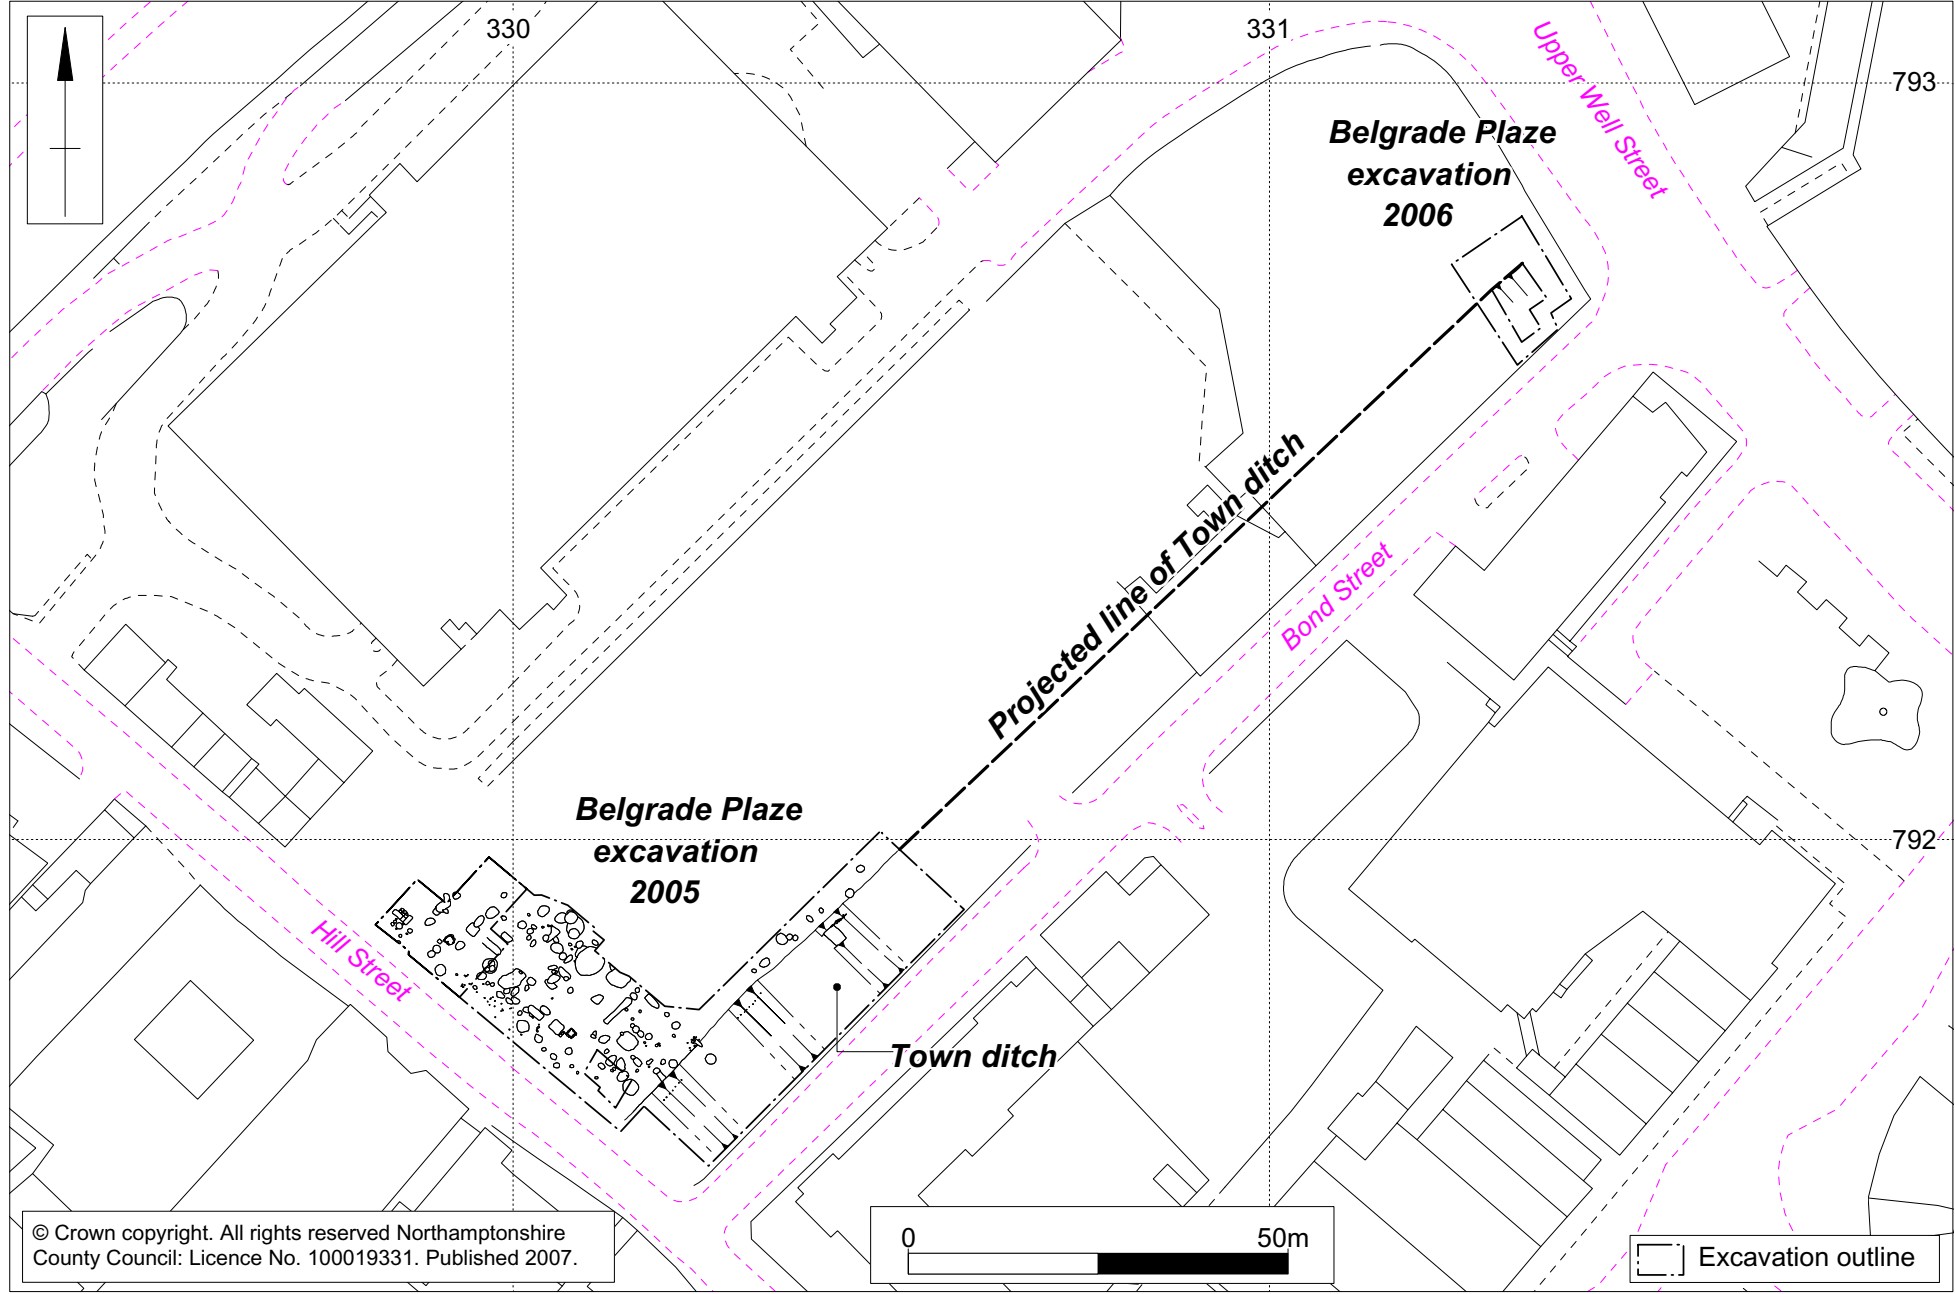 330
331
793
Upper Well Street
Belgrade Plaze
excavation
2006
Projected line of Town ditch
Bond Street
Belgrade Plaze
excavation
2005
792
Hill Street
Town ditch
© Crown copyright. All rights reserved Northamptonshire
County Council: Licence No. 100019331. Published 2007.
0 50m
Excavation outline